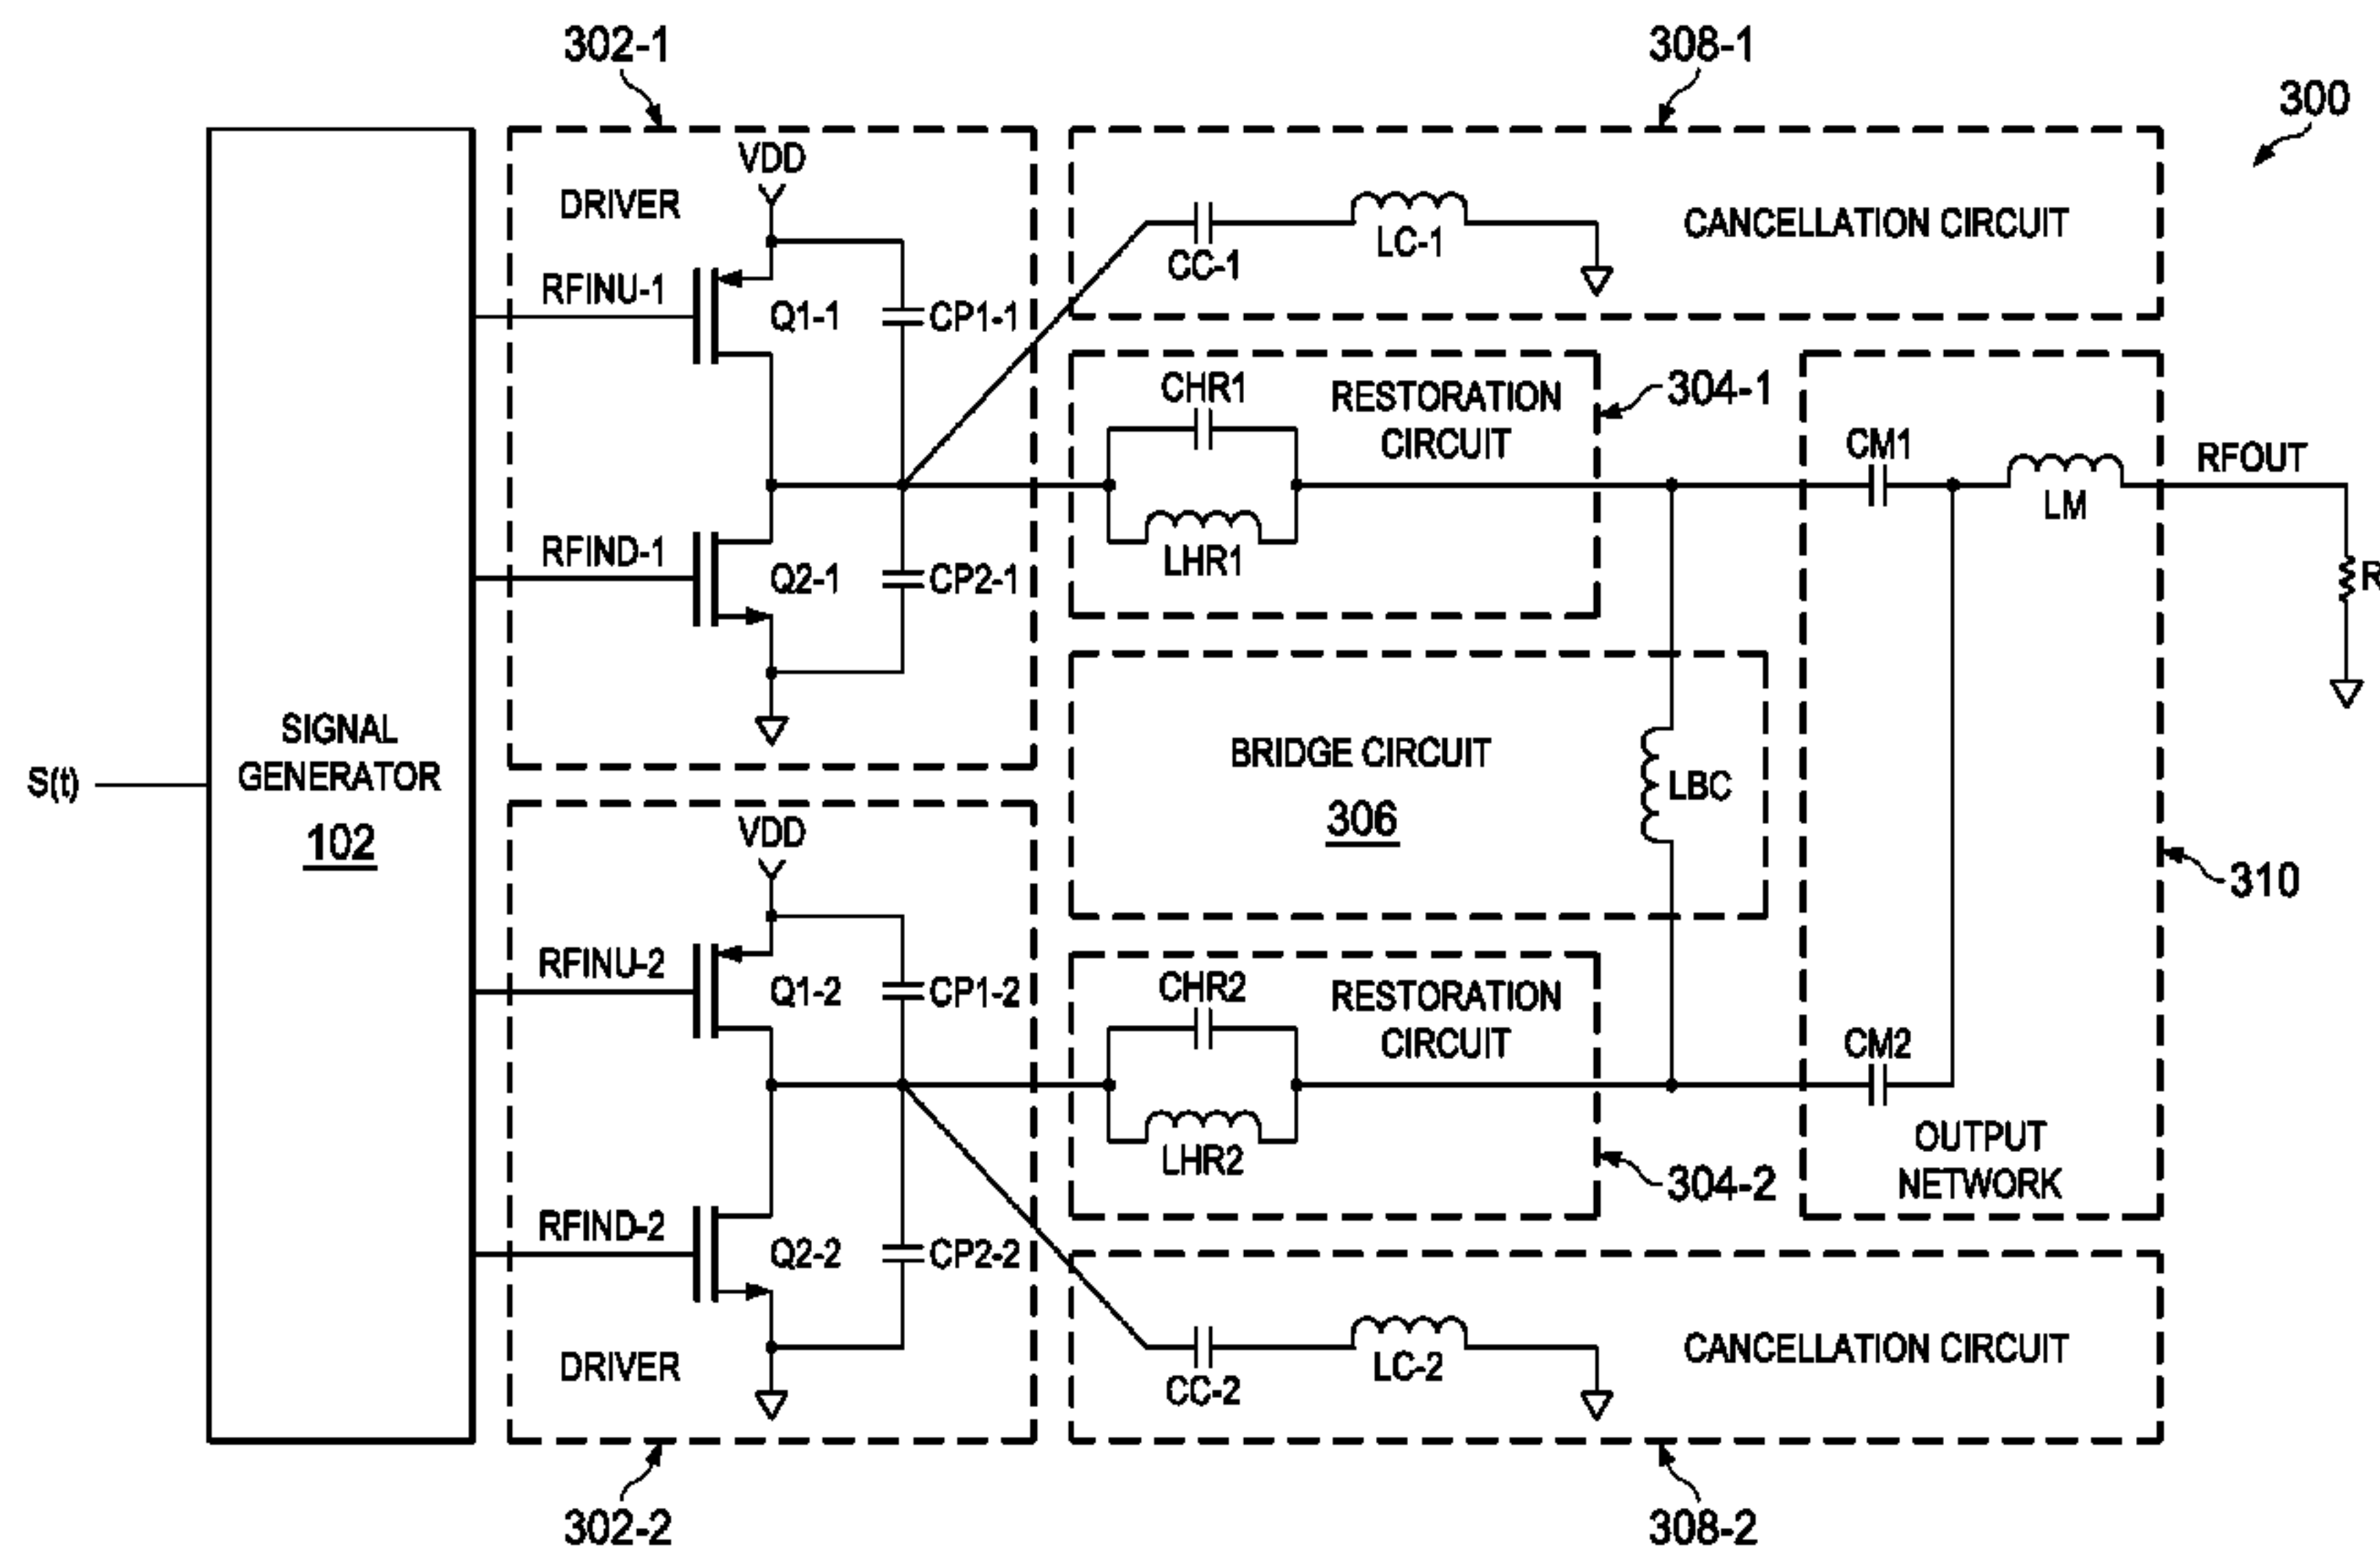 302-1
308-1
300
VDD
DRIVER
RFINU-1
Q1-1
CP1-1
CC-1
LC-1
CANCELLATION CIRCUIT
CHR1
RESTORATION
CIRCUIT
304-1
LHR1
CM1
LM
RFOUT
R
RFIND-1
Q2-1
CP2-1
SIGNAL
GENERATOR
102
S(t)
BRIDGE CIRCUIT
306
LBC
310
VDD
RFINU-2
Q1-2
CP1-2
CHR2
RESTORATION
CIRCUIT
LHR2
304-2
CM2
OUTPUT
NETWORK
RFIND-2
Q2-2
CP2-2
DRIVER
CC-2
LC-2
CANCELLATION CIRCUIT
302-2
308-2